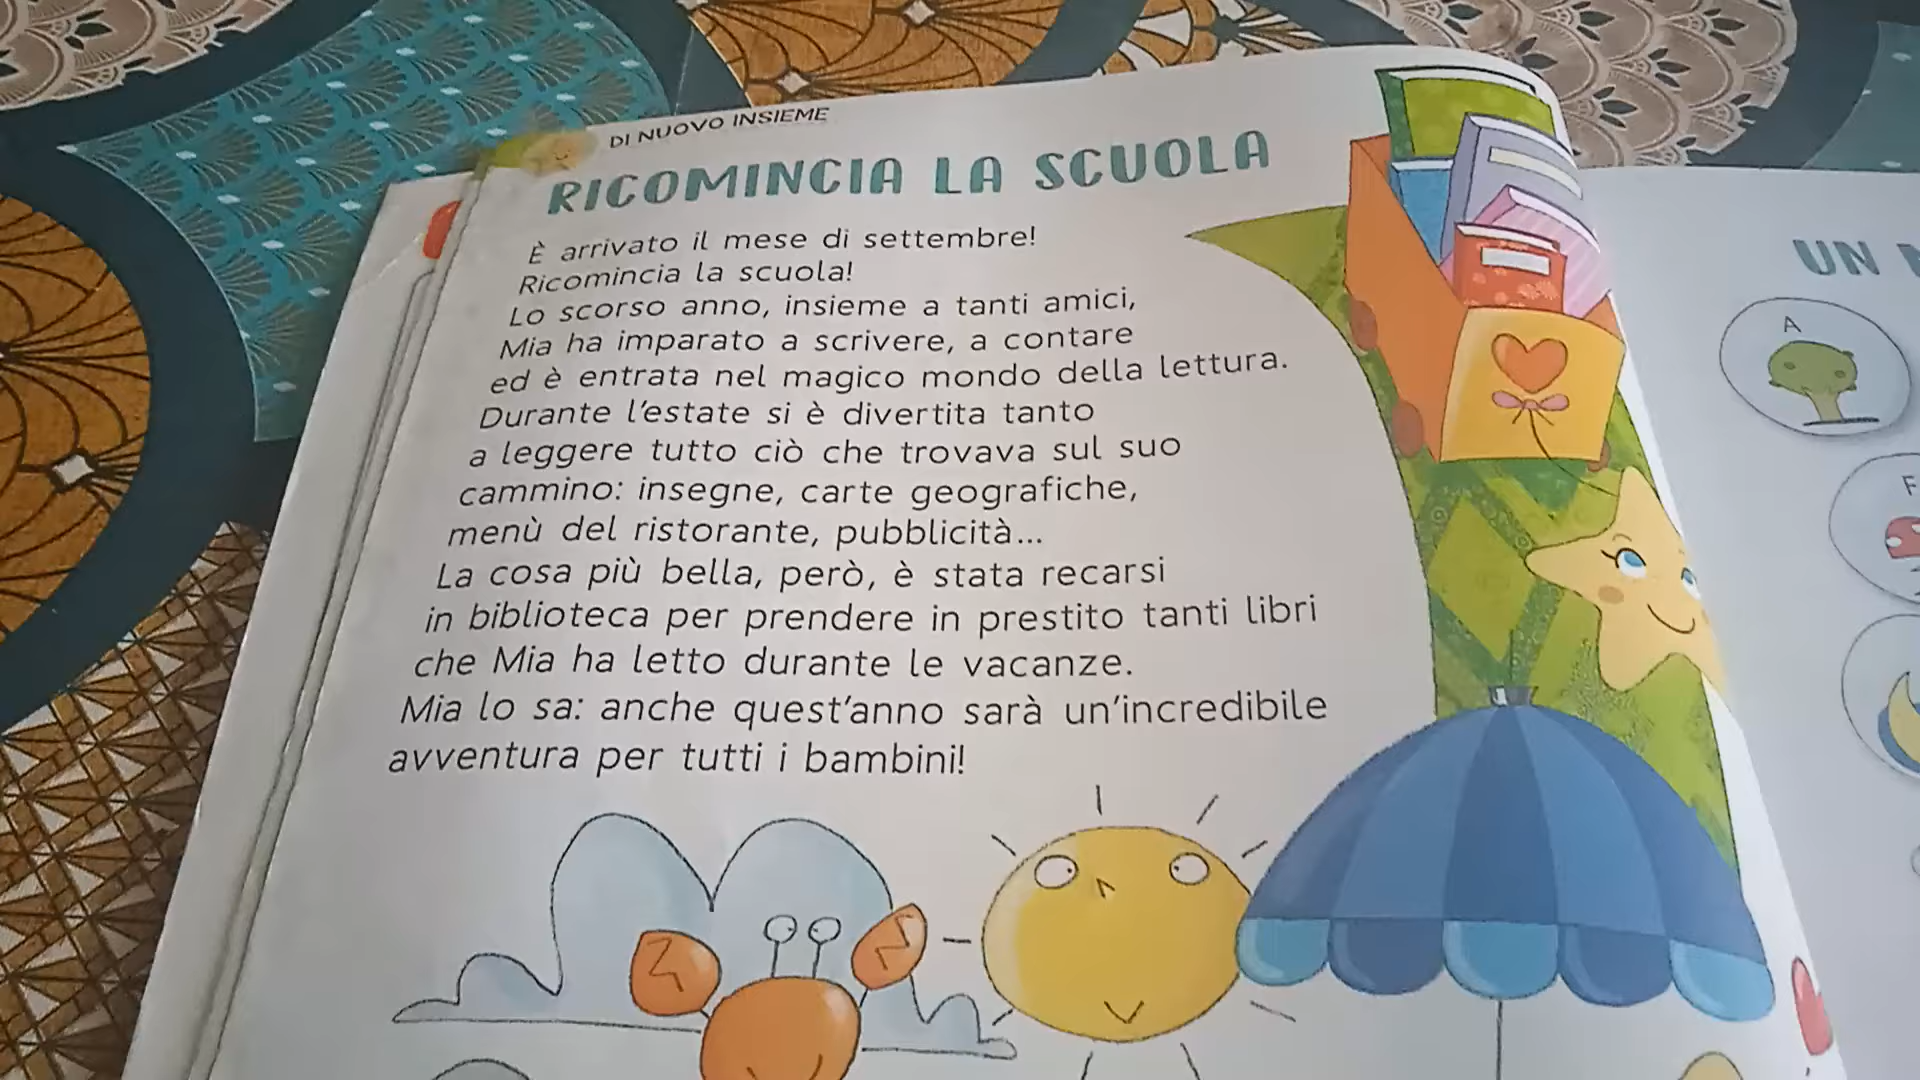 DI NUOVO INSIEME
RICOMINCIA LA SCUOLA
È arrivato il mese di settembre!
Ricomincia la scuola!
Lo scorso anno, insieme a tanti amici,
Mia ha imparato a scrivere, a contare
ed è entrata nel magico mondo della lettura.
Durante l'estate si è divertita tanto
a leggere tutto ciò che trovava sul suo
cammino: insegne, carte geografiche,
menù del ristorante, pubblicità...
La cosa più bella, però, è stata recarsi
in biblioteca per prendere in prestito tanti libri
che Mia ha letto durante le vacanze.
Mia lo sa: anche quest'anno sarà un'incredibile
avventura per tutti i bambini!
UN
A
F